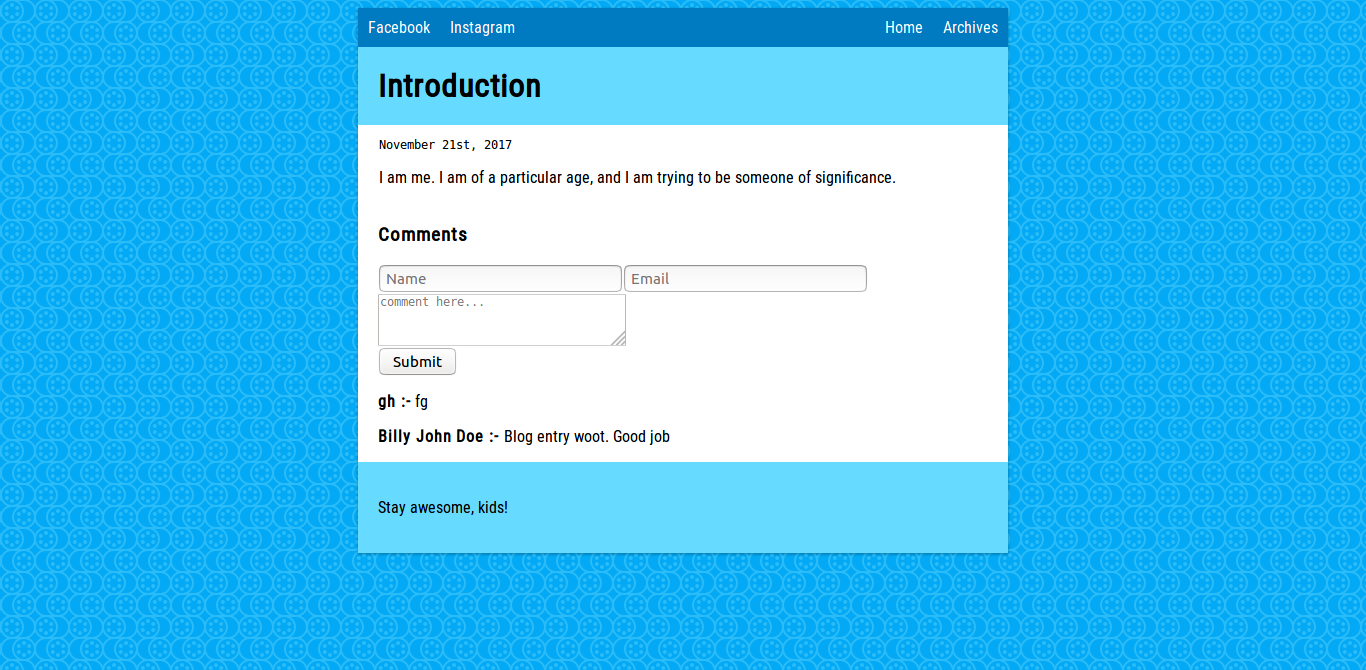 Facebook Instagram Home Archives
Introduction
November 21st, 2017
I am me. I am of a particular age, and I am trying to be someone of significance.
Comments
Name Email
comment here...
Submit
gh :- fg
Billy John Doe :- Blog entry woot. Good job
Stay awesome, kids!